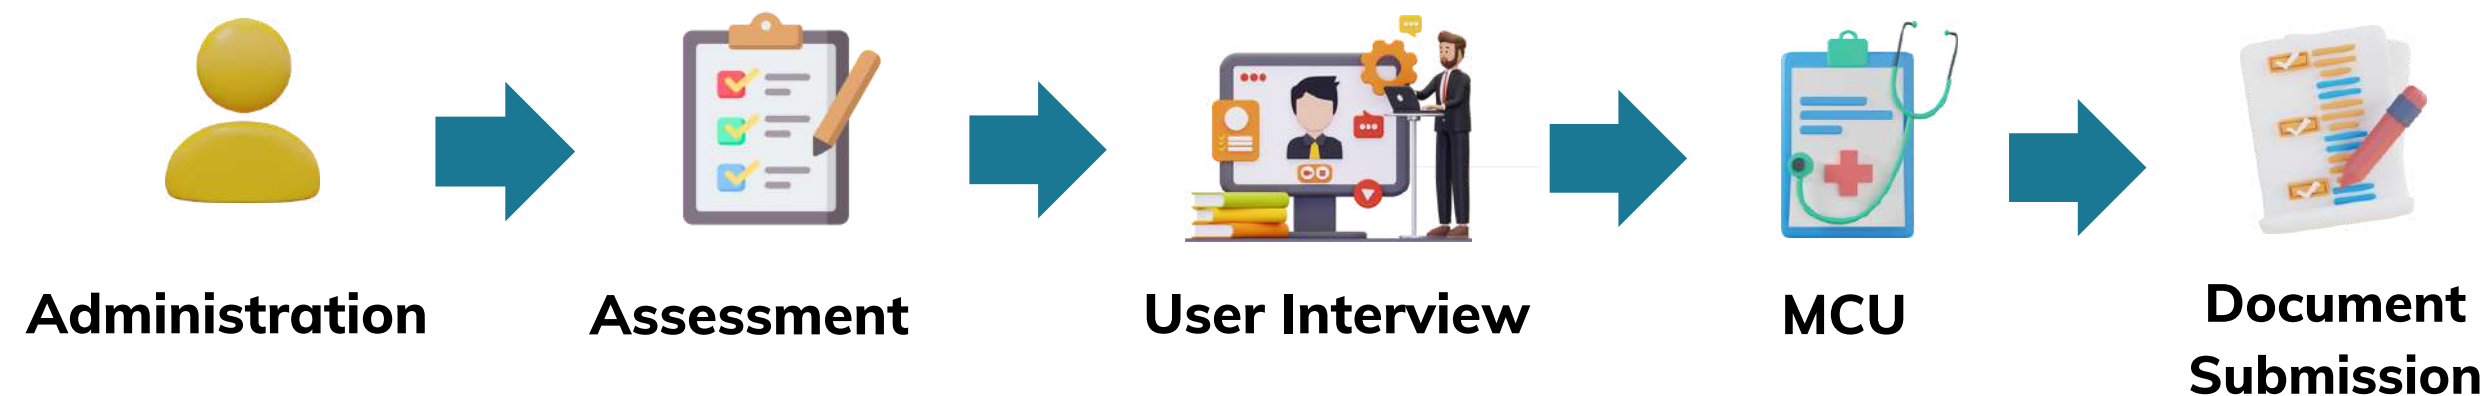 Administration
Assessment
User Interview
MCU
Document
Submission